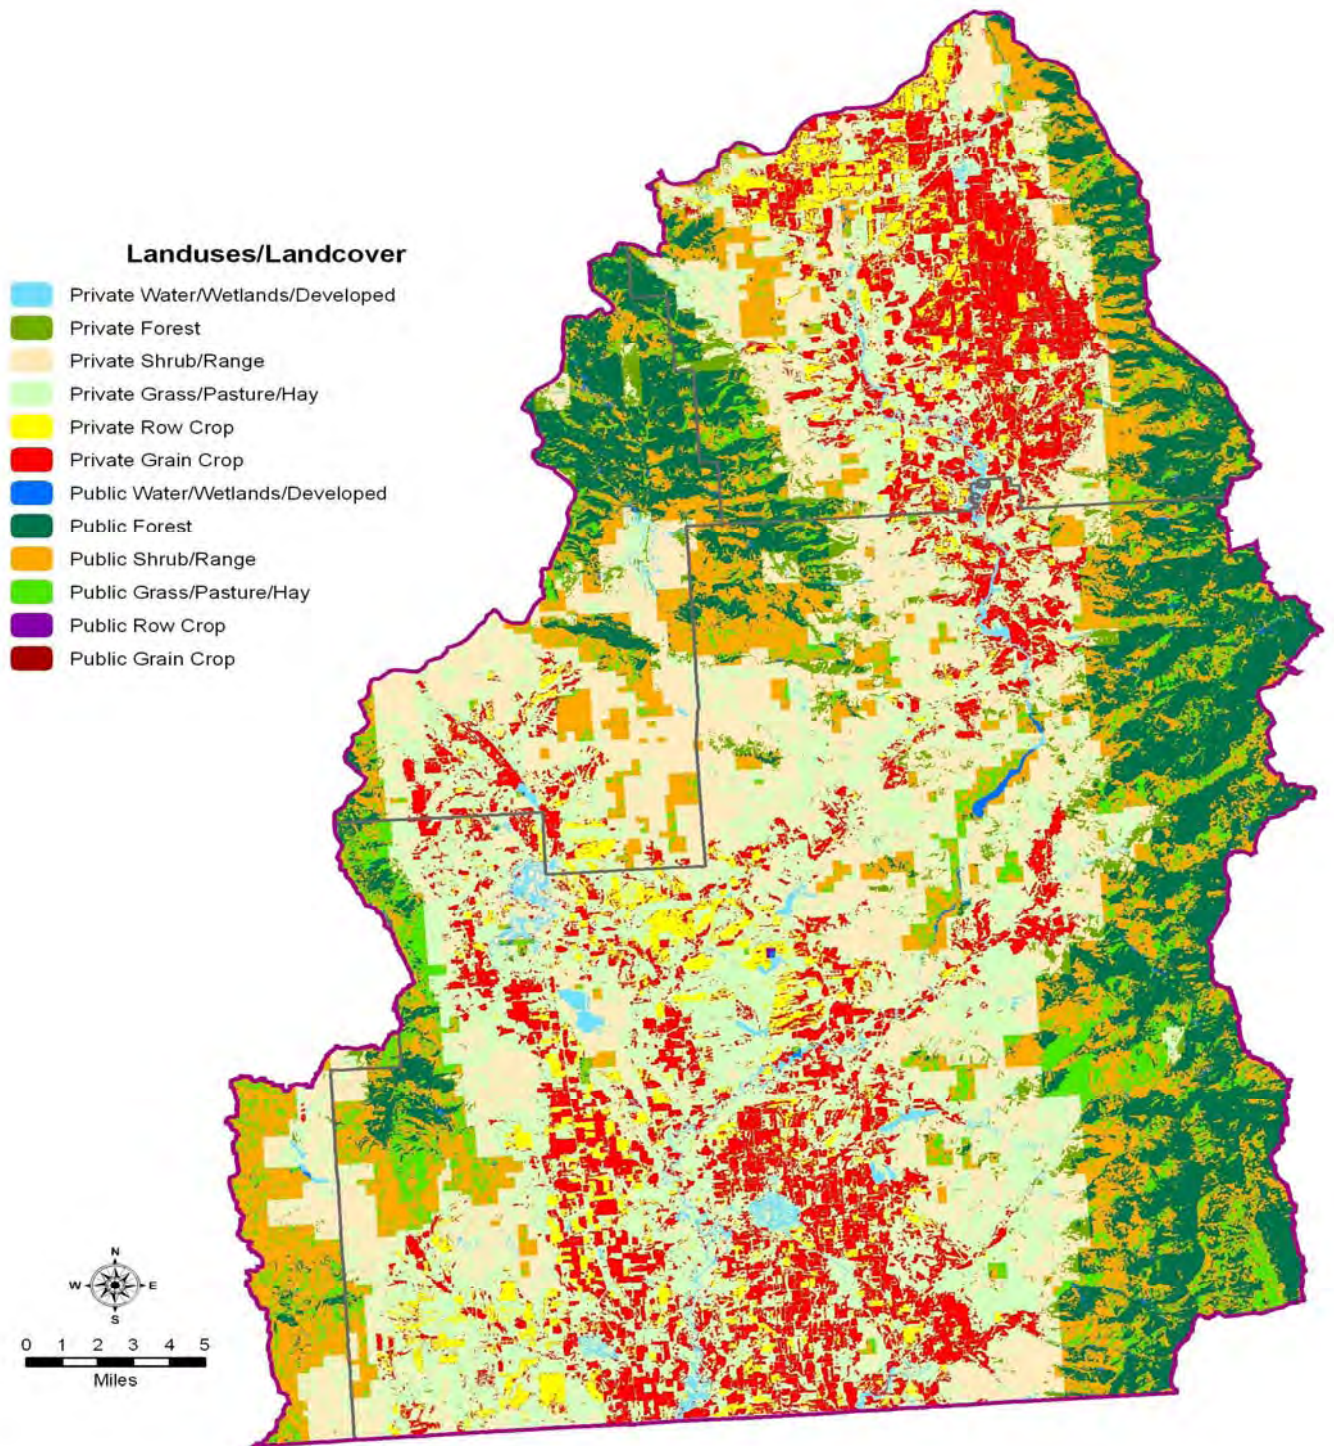 Landuses/Landcover
Private Water/Wetlands/Developed
Private Forest
Private Shrub/Range
Private Grass/Pasture/Hay
Private Row Crop
Private Grain Crop
Public Water/Wetlands/Developed
Public Forest
Public Shrub/Range
Public Grass/Pasture/Hay
Public Row Crop
Public Grain Crop
N
W E
S
0 1 2 3 4 5
Miles